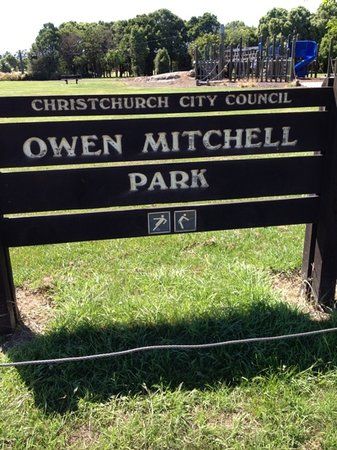 CHRISTCHURCH CITY COUNCIL
OWEN MITCHELL
PARK